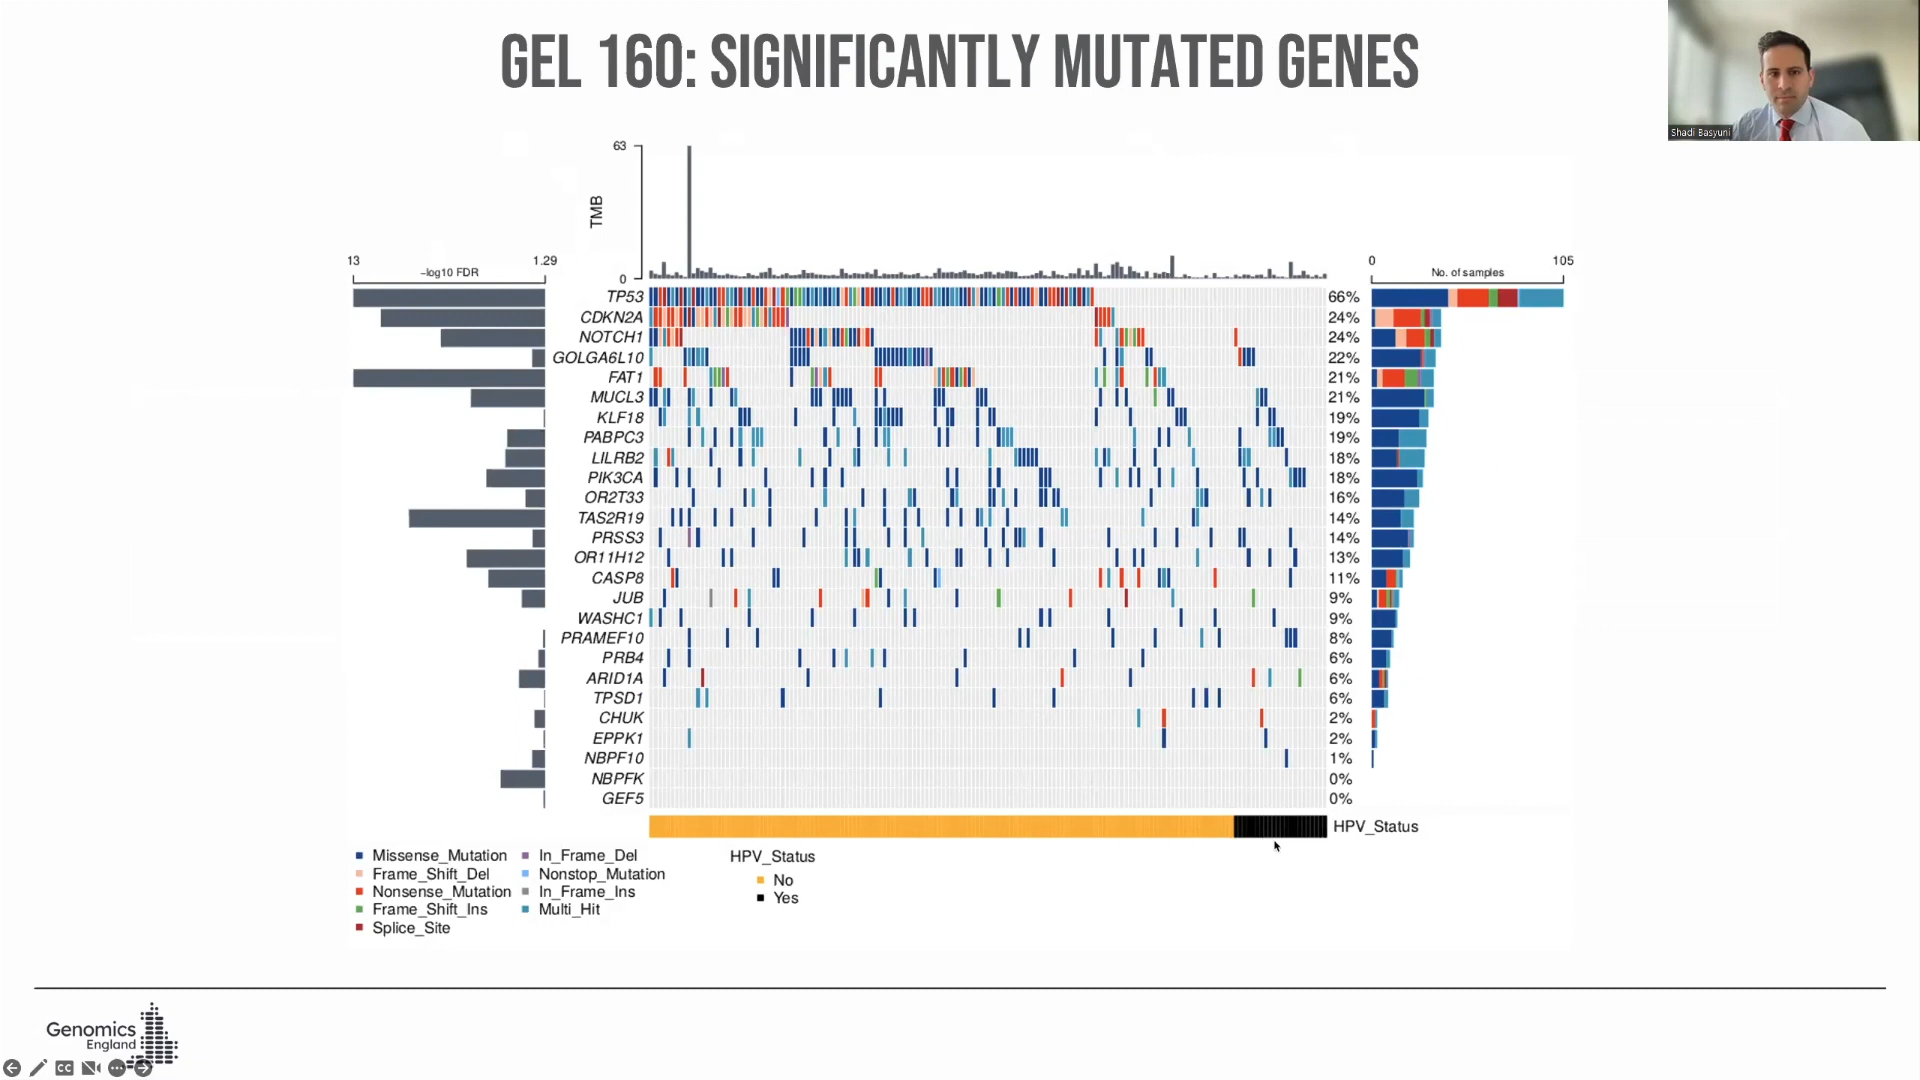 GEL 160: SIGNIFICANTLY MUTATED GENES
Shadi Basyuni
63
TMB
0
13
1.29
−log10 FDR
0
105
No. of samples
TP53 66%
CDKN2A 24%
NOTCH1 24%
GOLGA6L10 22%
FAT1 21%
MUCL3 21%
KLF18 19%
PABPC3 19%
LILRB2 18%
PIK3CA 18%
OR2T33 16%
TAS2R19 14%
PRSS3 14%
OR11H12 13%
CASP8 11%
JUB 9%
WASHC1 9%
PRAMEF10 8%
PRB4 6%
ARID1A 6%
TPSD1 6%
CHUK 2%
EPPK1 2%
NBPF10 1%
NBPFK 0%
GEF5 0%
HPV_Status
Missense_Mutation
Frame_Shift_Del
Nonsense_Mutation
Frame_Shift_Ins
Splice_Site
In_Frame_Del
Nonstop_Mutation
In_Frame_Ins
Multi_Hit
HPV_Status
No
Yes
Genomics
England
CC